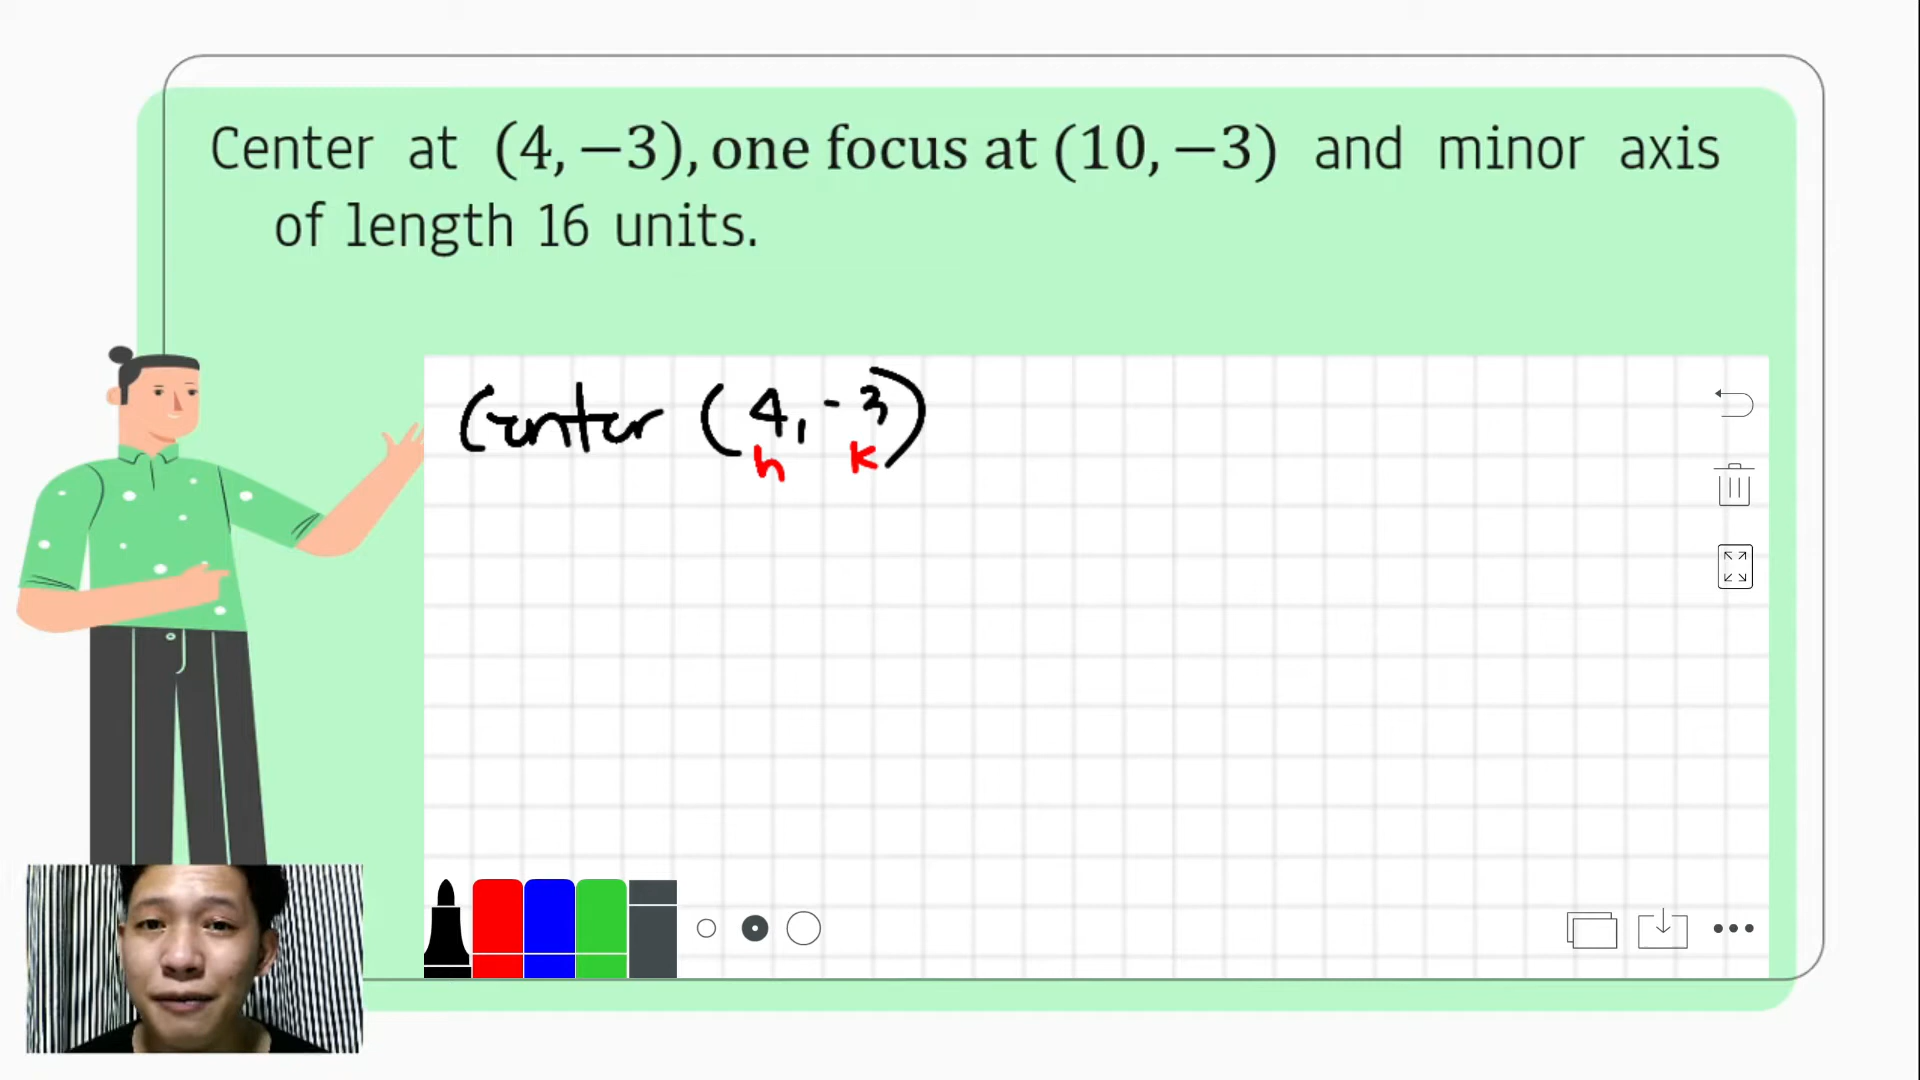 Center at (4, −3), one focus at (10, −3) and minor axis
of length 16 units.
Center (4, -3)
h k